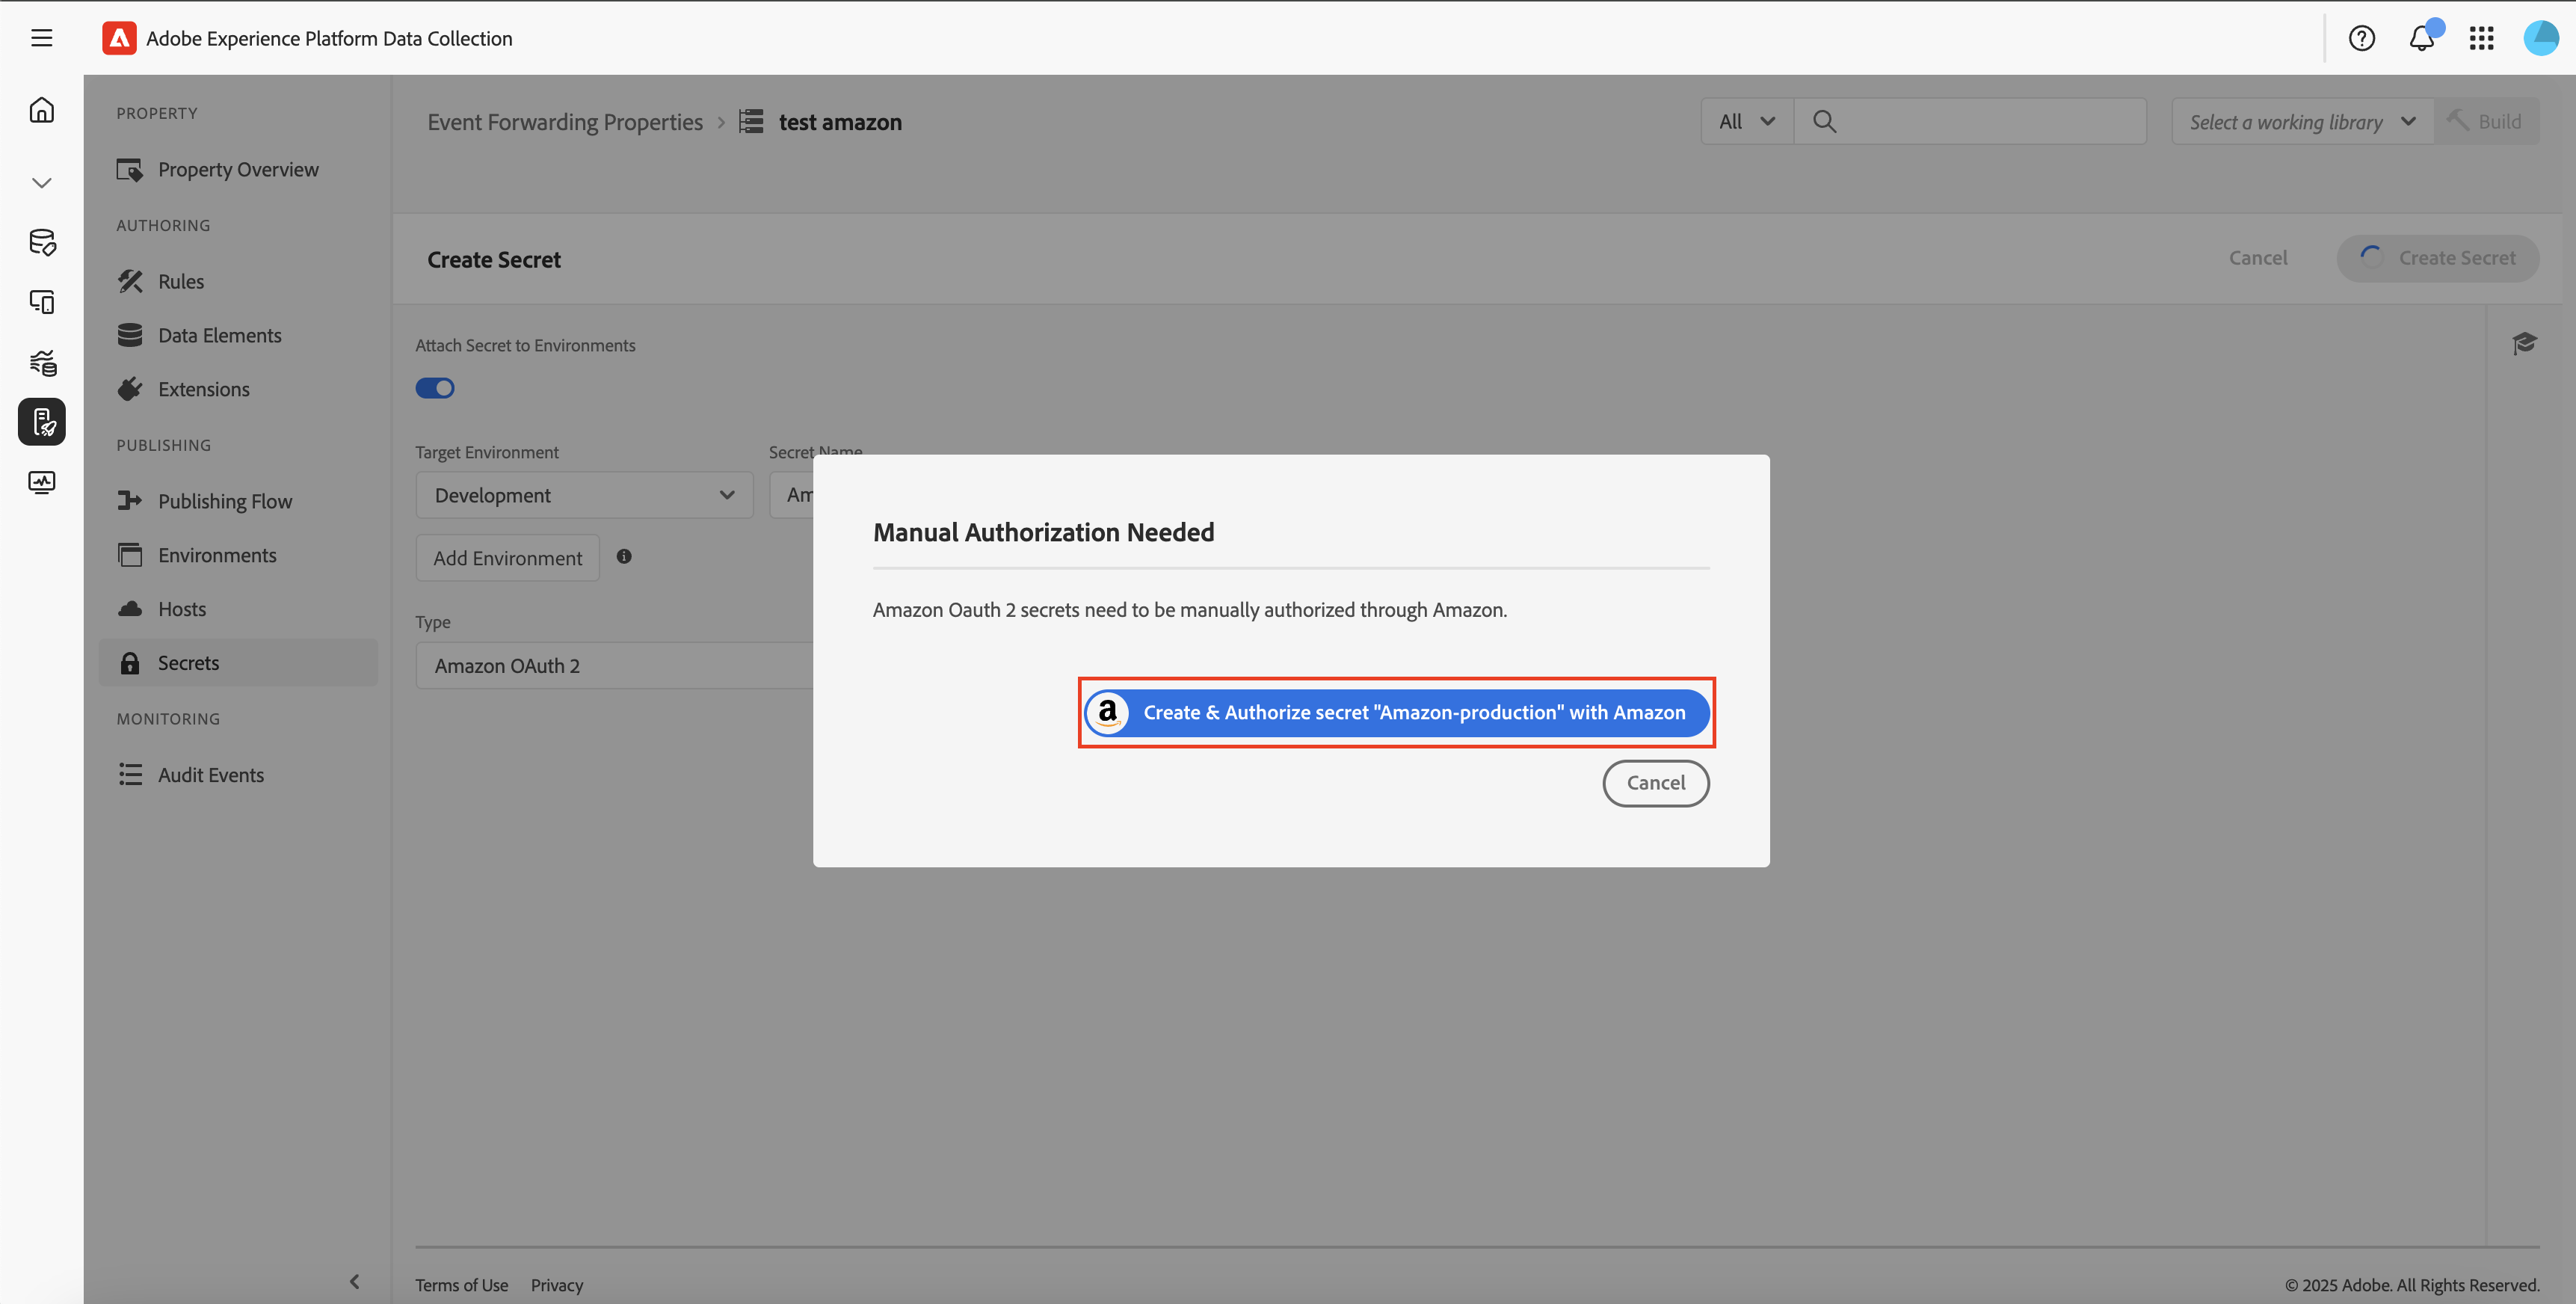 Adobe Experience Platform Data Collection
PROPERTY
Property Overview
AUTHORING
Rules
Data Elements
Extensions
PUBLISHING
Publishing Flow
Environments
Hosts
Secrets
MONITORING
Audit Events
Event Forwarding Properties > test amazon
All
Select a working library
Build
Create Secret
Cancel
Create Secret
Attach Secret to Environments
Target Environment
Secret Name
Development
Am
Add Environment
Type
Amazon OAuth 2
Manual Authorization Needed
Amazon Oauth 2 secrets need to be manually authorized through Amazon.
a Create & Authorize secret "Amazon-production" with Amazon
Cancel
Terms of Use Privacy
© 2025 Adobe. All Rights Reserved.